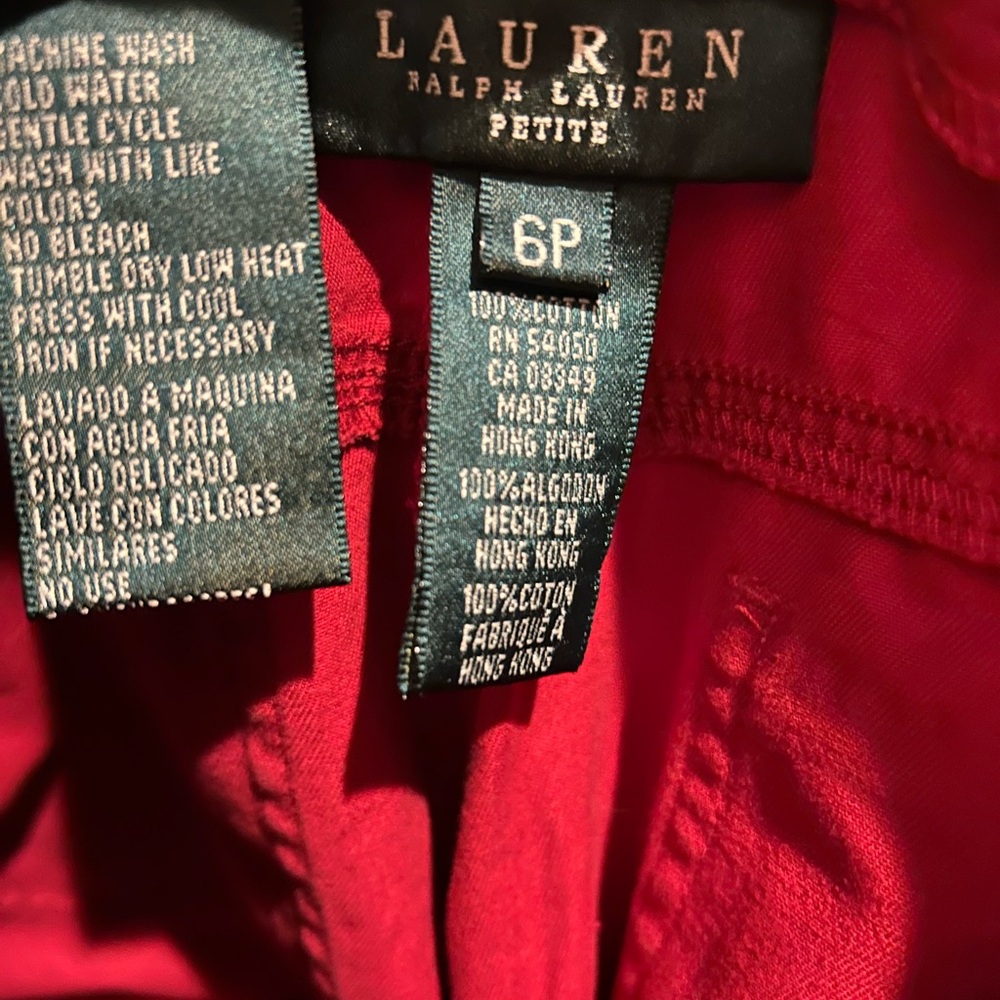 LAUREN
RALPH LAUREN
PETITE
6P
100% COTTON
RN 54050
CA 08949
MADE IN
HONG KONG
100% ALGODON
HECHO EN
HONG KONG
100% COTON
FABRIQUÉ À
HONG KONG
MACHINE WASH
COLD WATER
GENTLE CYCLE
WASH WITH LIKE
COLORS
NO BLEACH
TUMBLE DRY LOW HEAT
PRESS WITH COOL
IRON IF NECESSARY
LAVADO A MAQUINA
CON AGUA FRIA
CICLO DELICADO
LAVE CON COLORES
SIMILARES
NO USE